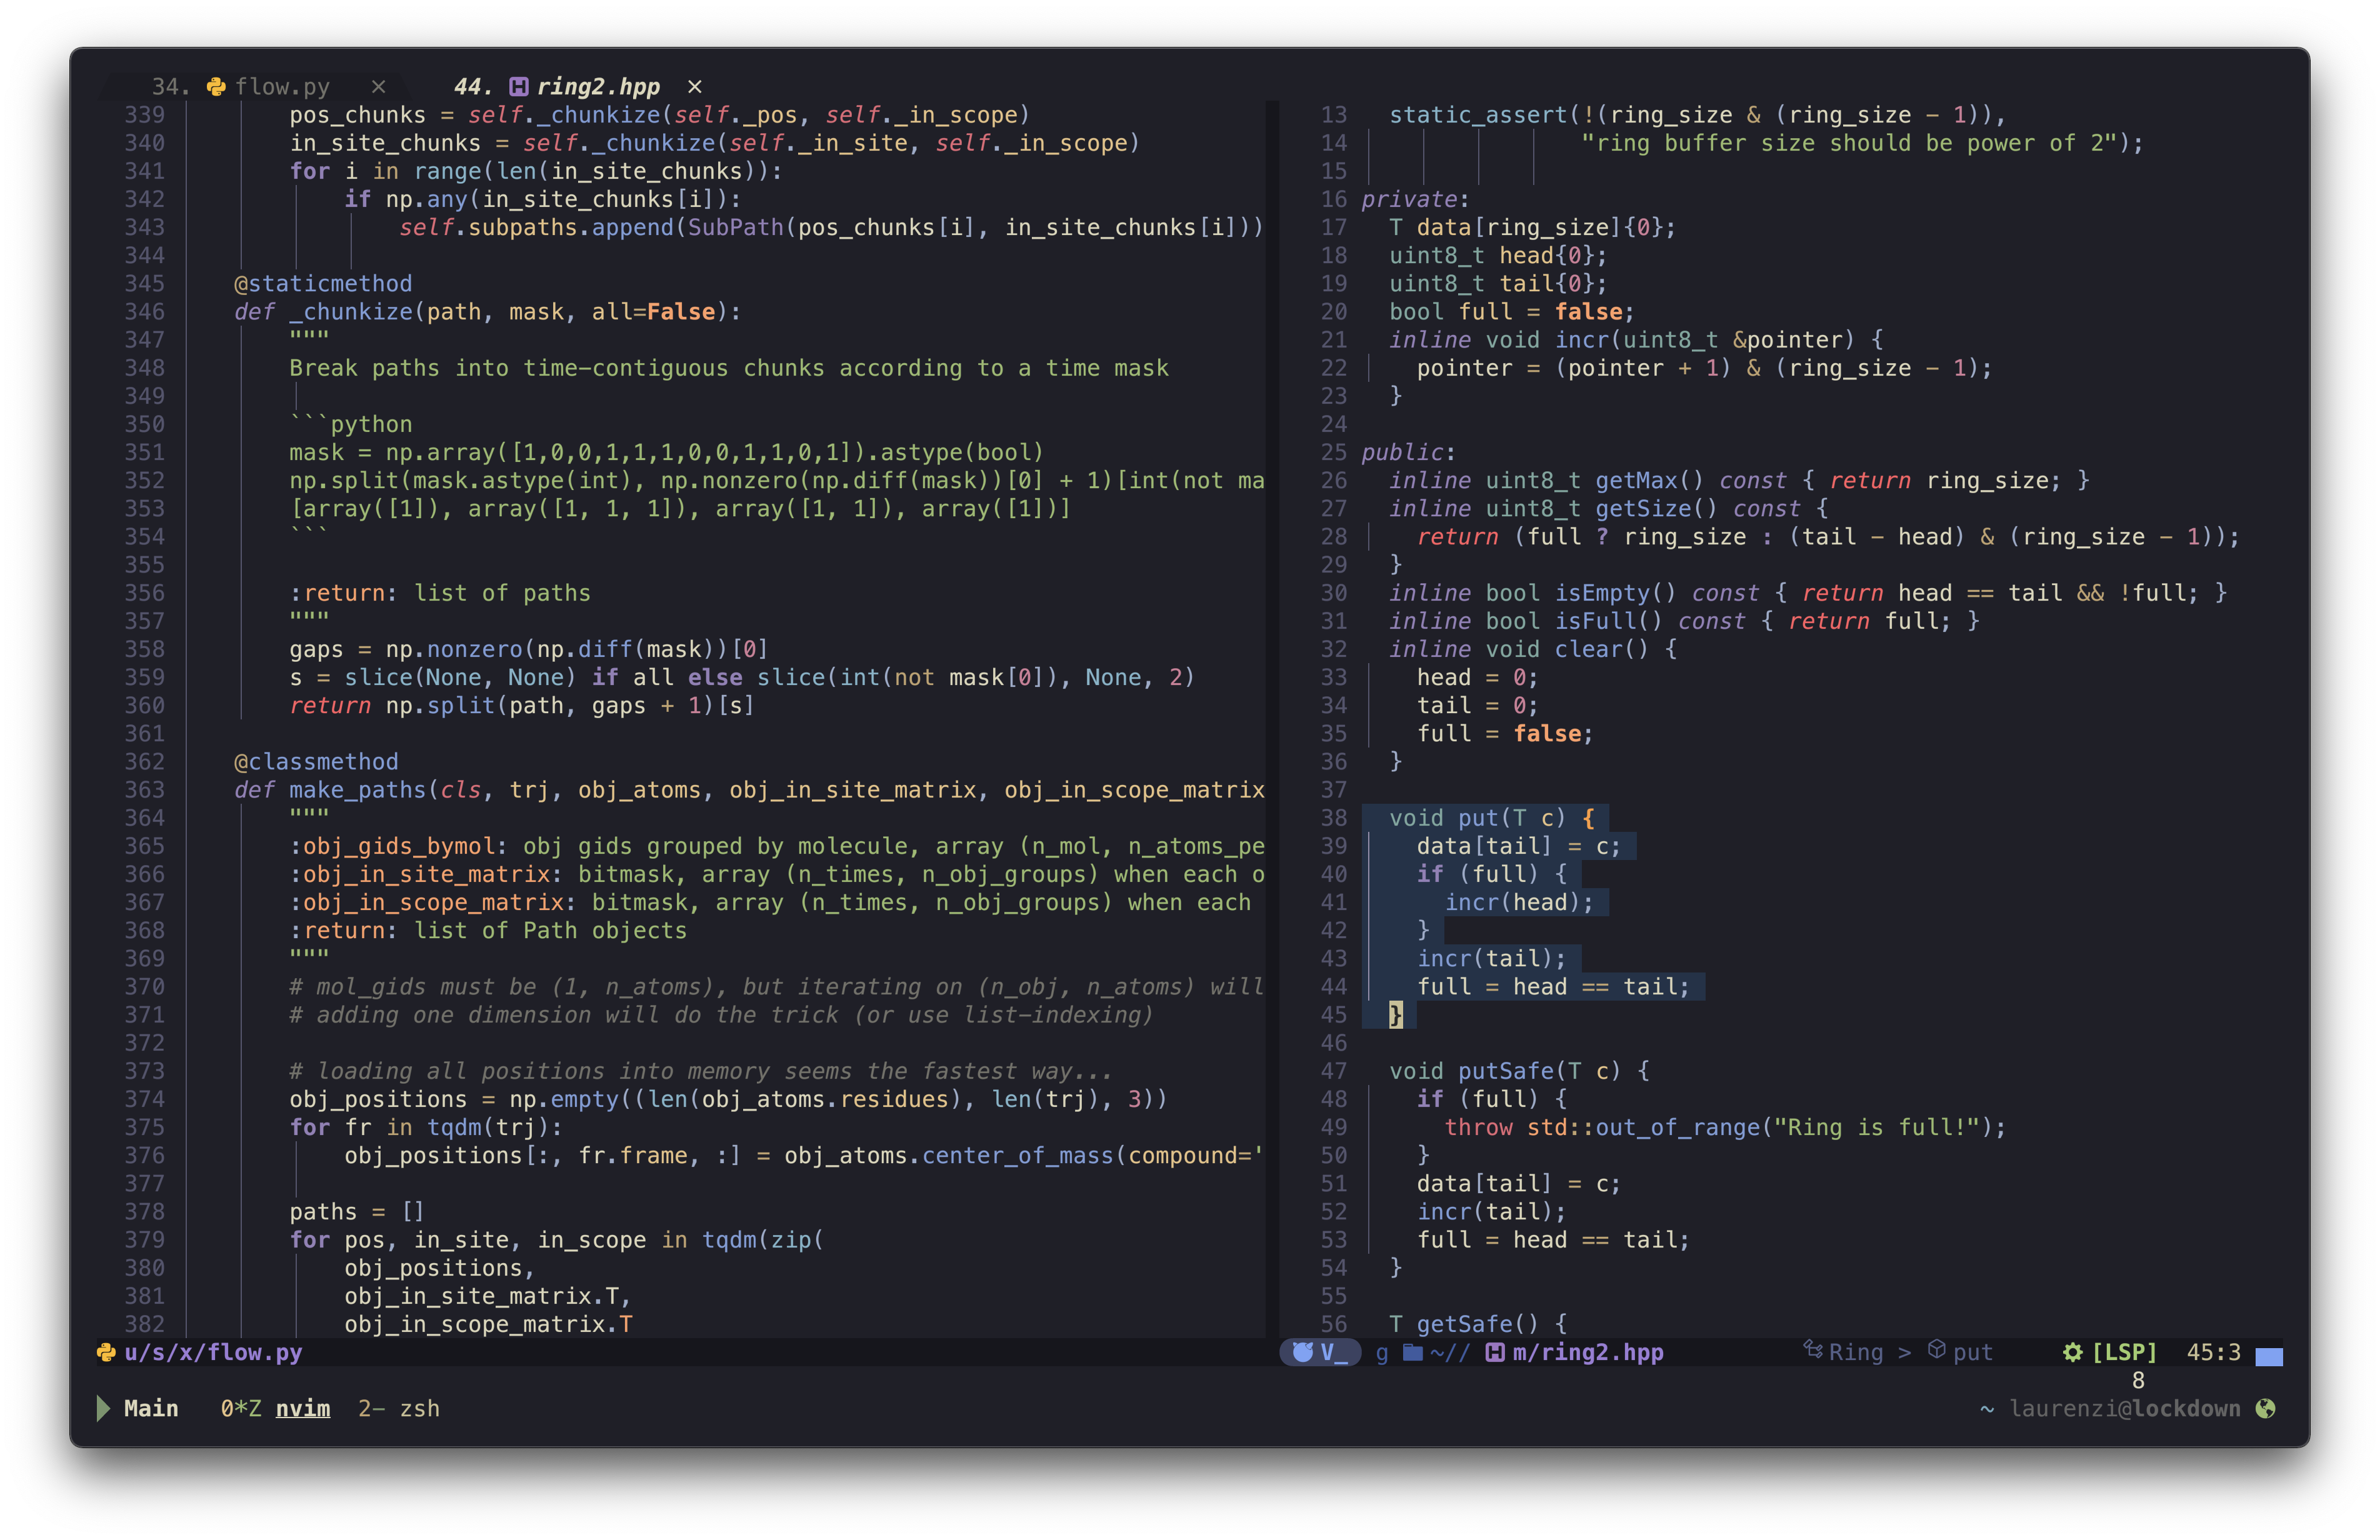 34. flow.py × 44. ring2.hpp ×
339 pos_chunks = self._chunkize(self._pos, self._in_scope)
340 in_site_chunks = self._chunkize(self._in_site, self._in_scope)
341 for i in range(len(in_site_chunks)):
342 if np.any(in_site_chunks[i]):
343 self.subpaths.append(SubPath(pos_chunks[i], in_site_chunks[i]))
344
345 @staticmethod
346 def _chunkize(path, mask, all=False):
347 """
348 Break paths into time-contiguous chunks according to a time mask
349
350 ```python
351 mask = np.array([1,0,0,1,1,1,0,0,1,1,0,1]).astype(bool)
352 np.split(mask.astype(int), np.nonzero(np.diff(mask))[0] + 1)[int(not ma
353 [array([1]), array([1, 1, 1]), array([1, 1]), array([1])]
354 ```
355
356 :return: list of paths
357 """
358 gaps = np.nonzero(np.diff(mask))[0]
359 s = slice(None, None) if all else slice(int(not mask[0]), None, 2)
360 return np.split(path, gaps + 1)[s]
361
362 @classmethod
363 def make_paths(cls, trj, obj_atoms, obj_in_site_matrix, obj_in_scope_matrix
364 """
365 :obj_gids_bymol: obj gids grouped by molecule, array (n_mol, n_atoms_pe
366 :obj_in_site_matrix: bitmask, array (n_times, n_obj_groups) when each o
367 :obj_in_scope_matrix: bitmask, array (n_times, n_obj_groups) when each
368 :return: list of Path objects
369 """
370 # mol_gids must be (1, n_atoms), but iterating on (n_obj, n_atoms) will
371 # adding one dimension will do the trick (or use list-indexing)
372
373 # loading all positions into memory seems the fastest way...
374 obj_positions = np.empty((len(obj_atoms.residues), len(trj), 3))
375 for fr in tqdm(trj):
376 obj_positions[:, fr.frame, :] = obj_atoms.center_of_mass(compound='
377
378 paths = []
379 for pos, in_site, in_scope in tqdm(zip(
380 obj_positions,
381 obj_in_site_matrix.T,
382 obj_in_scope_matrix.T
u/s/x/flow.py
13 static_assert(!(ring_size & (ring_size - 1)),
14 "ring buffer size should be power of 2");
15
16 private:
17 T data[ring_size]{0};
18 uint8_t head{0};
19 uint8_t tail{0};
20 bool full = false;
21 inline void incr(uint8_t &pointer) {
22 pointer = (pointer + 1) & (ring_size - 1);
23 }
24
25 public:
26 inline uint8_t getMax() const { return ring_size; }
27 inline uint8_t getSize() const {
28 return (full ? ring_size : (tail - head) & (ring_size - 1));
29 }
30 inline bool isEmpty() const { return head == tail && !full; }
31 inline bool isFull() const { return full; }
32 inline void clear() {
33 head = 0;
34 tail = 0;
35 full = false;
36 }
37
38 void put(T c) {
39 data[tail] = c;
40 if (full) {
41 incr(head);
42 }
43 incr(tail);
44 full = head == tail;
45 }
46
47 void putSafe(T c) {
48 if (full) {
49 throw std::out_of_range("Ring is full!");
50 }
51 data[tail] = c;
52 incr(tail);
53 full = head == tail;
54 }
55
56 T getSafe() {
V_ g ~// m/ring2.hpp Ring > put [LSP] 45:3
8
Main 0*Z nvim 2- zsh ~ laurenzi@lockdown